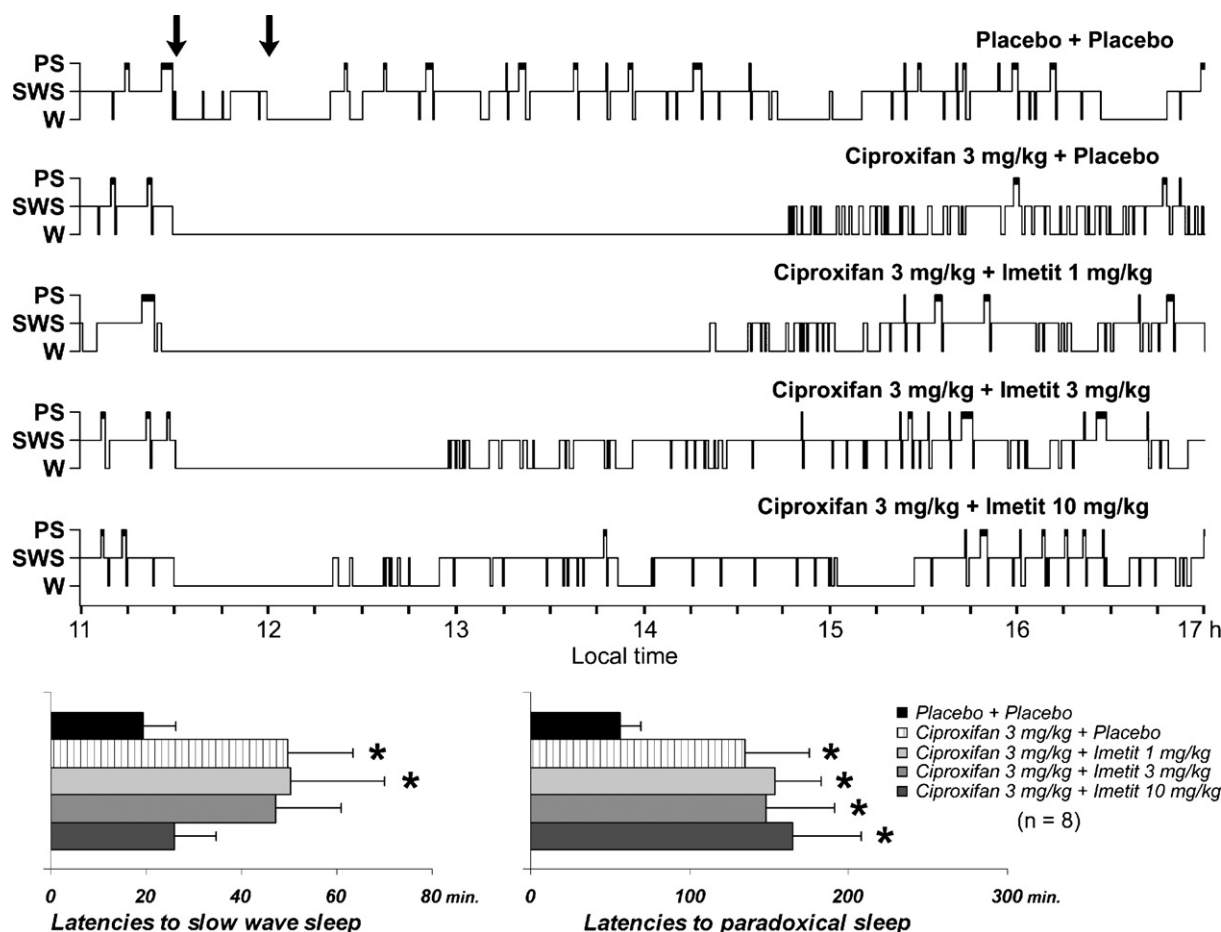 Placebo + Placebo
PS
SWS
W
Ciproxifan 3 mg/kg + Placebo
PS
SWS
W
Ciproxifan 3 mg/kg + Imetit 1 mg/kg
PS
SWS
W
Ciproxifan 3 mg/kg + Imetit 3 mg/kg
PS
SWS
W
Ciproxifan 3 mg/kg + Imetit 10 mg/kg
PS
SWS
W
11 12 13 14 15 16 17 h
Local time
* *
0 20 40 60 80 min.
Latencies to slow wave sleep
* * * *
0 100 200 300 min.
Latencies to paradoxical sleep
Placebo + Placebo
Ciproxifan 3 mg/kg + Placebo
Ciproxifan 3 mg/kg + Imetit 1 mg/kg
Ciproxifan 3 mg/kg + Imetit 3 mg/kg
Ciproxifan 3 mg/kg + Imetit 10 mg/kg
(n = 8)